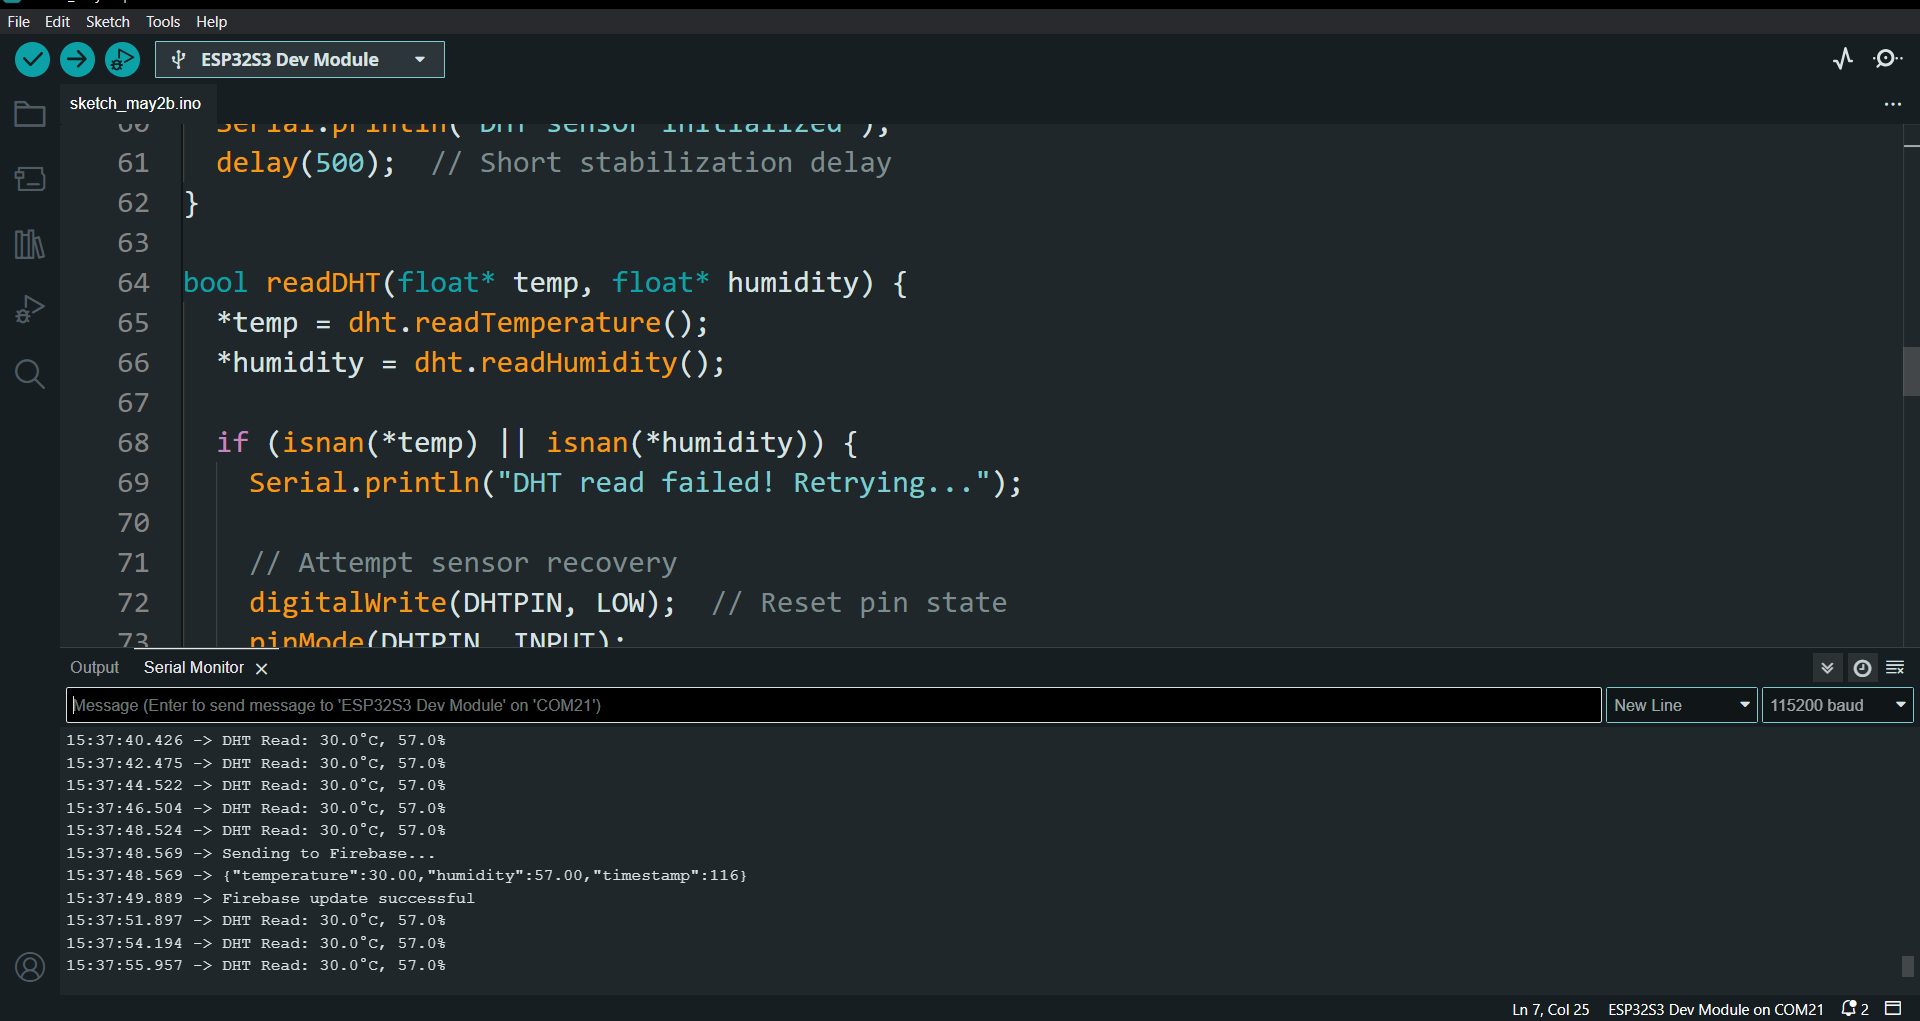 File Edit Sketch Tools Help
ESP32S3 Dev Module
sketch_may2b.ino
60 Serial.println("DHT sensor initialized");
61 delay(500);  // Short stabilization delay
62 }
63
64 bool readDHT(float* temp, float* humidity) {
65 *temp = dht.readTemperature();
66 *humidity = dht.readHumidity();
67
68 if (isnan(*temp) || isnan(*humidity)) {
69 Serial.println("DHT read failed! Retrying...");
70
71 // Attempt sensor recovery
72 digitalWrite(DHTPIN, LOW);  // Reset pin state
73 pinMode(DHTPIN, INPUT);
Output Serial Monitor
Message (Enter to send message to 'ESP32S3 Dev Module' on 'COM21') New Line 115200 baud
15:37:40.426 -> DHT Read: 30.0°C, 57.0%
15:37:42.475 -> DHT Read: 30.0°C, 57.0%
15:37:44.522 -> DHT Read: 30.0°C, 57.0%
15:37:46.504 -> DHT Read: 30.0°C, 57.0%
15:37:48.524 -> DHT Read: 30.0°C, 57.0%
15:37:48.569 -> Sending to Firebase...
15:37:48.569 -> {"temperature":30.00,"humidity":57.00,"timestamp":116}
15:37:49.889 -> Firebase update successful
15:37:51.897 -> DHT Read: 30.0°C, 57.0%
15:37:54.194 -> DHT Read: 30.0°C, 57.0%
15:37:55.957 -> DHT Read: 30.0°C, 57.0%
Ln 7, Col 25 ESP32S3 Dev Module on COM21 2